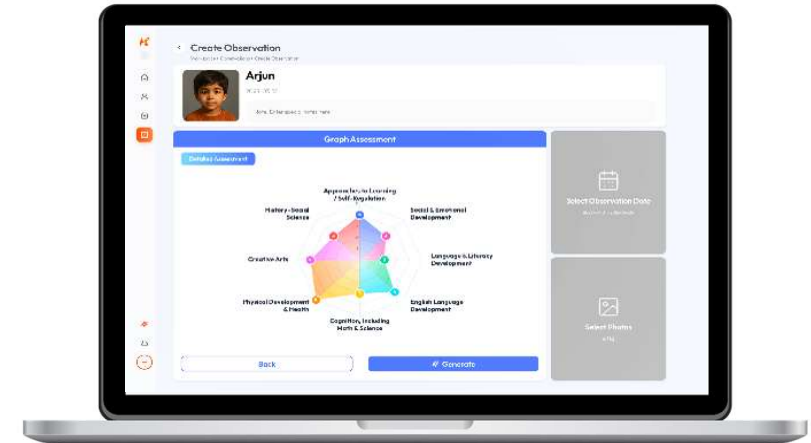 Create Observation
Arjun
Graph Assessment
Detailed Assessment
Approaches to Learning
/ Self-Regulation
History-Social
Science
Social & Emotional
Development
Creative Arts
Language & Literacy
Development
Physical Development
& Health
English Language
Development
Cognition, Including
Math & Science
Back
Generate
Select Observation Date
Select Photos